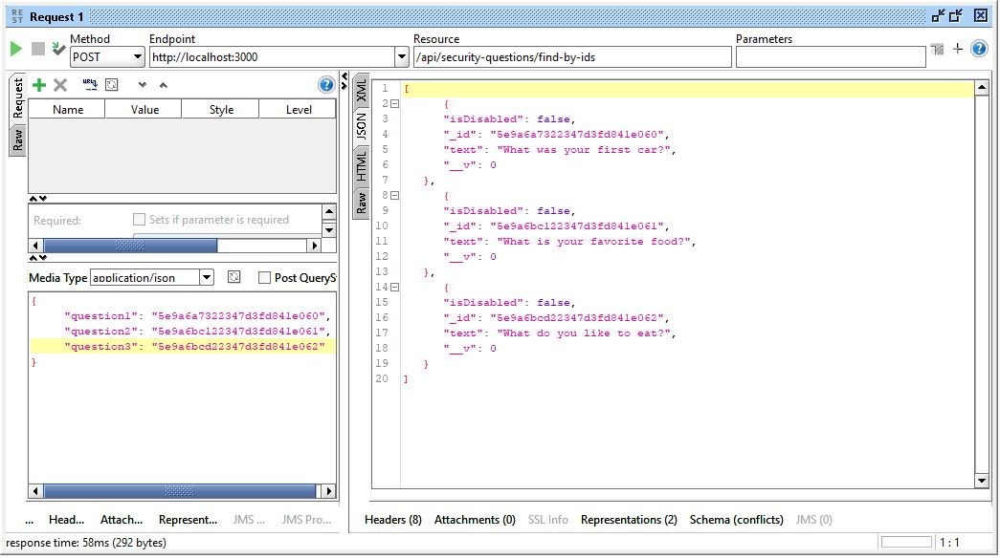 RE
ST
Request 1
Method
Endpoint
Resource
Parameters
POST
http://localhost:3000
/api/security-questions/find-by-ids
Request
Raw
Name
Value
Style
Level
Required:
Sets if parameter is required
Media Type
application/json
Post QueryS
{
"question1": "5e9a6a7322347d3fd841e060",
"question2": "5e9a6bc122347d3fd841e061",
"question3": "5e9a6bcd22347d3fd841e062"
}
...
Head...
Attach...
Represent...
JMS ...
JMS Pro...
XML
JSON
HTML
Raw
1 [
2 {
3 "isDisabled": false,
4 "_id": "5e9a6a7322347d3fd841e060",
5 "text": "What was your first car?",
6 "__v": 0
7 },
8 {
9 "isDisabled": false,
10 "_id": "5e9a6bc122347d3fd841e061",
11 "text": "What is your favorite food?",
12 "__v": 0
13 },
14 {
15 "isDisabled": false,
16 "_id": "5e9a6bcd22347d3fd841e062",
17 "text": "What do you like to eat?",
18 "__v": 0
19 }
20 ]
Headers (8)
Attachments (0)
SSL Info
Representations (2)
Schema (conflicts)
JMS (0)
response time: 58ms (292 bytes)
1 : 1